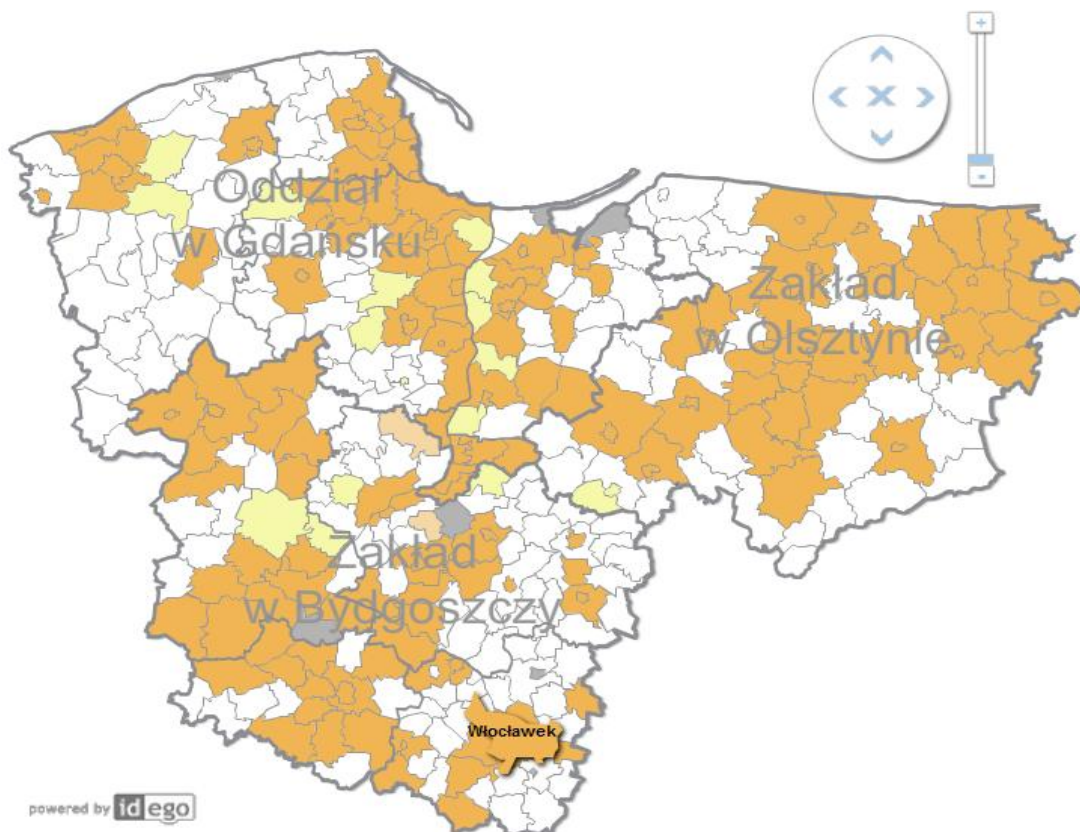 Oddział
w Gdańsku
Zakład
w Olsztynie
Zakład
w Bydgoszczy
Włocławek
powered by idego
+
-